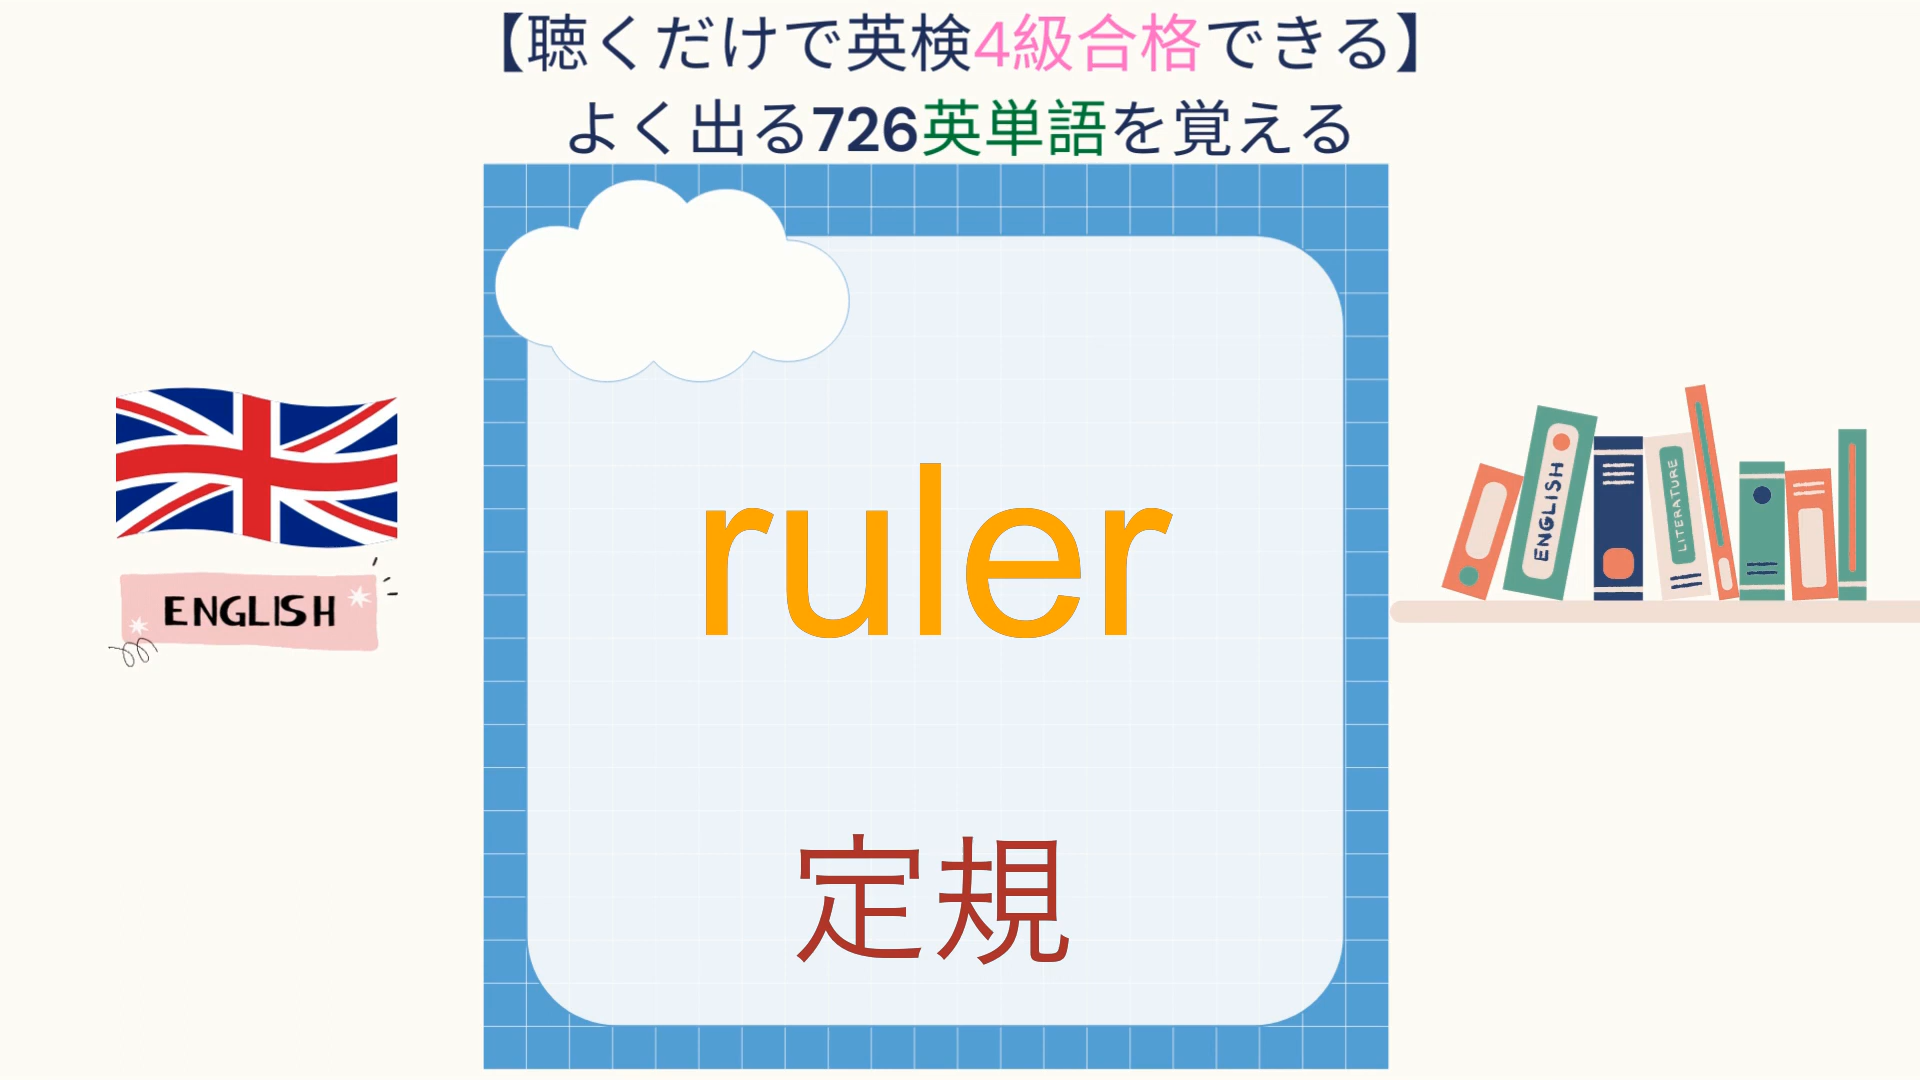 【聴くだけで英検4級合格できる】
よく出る726英単語を覚える
ruler
定規
ENGLISH
ENGLISH
LITERATURE